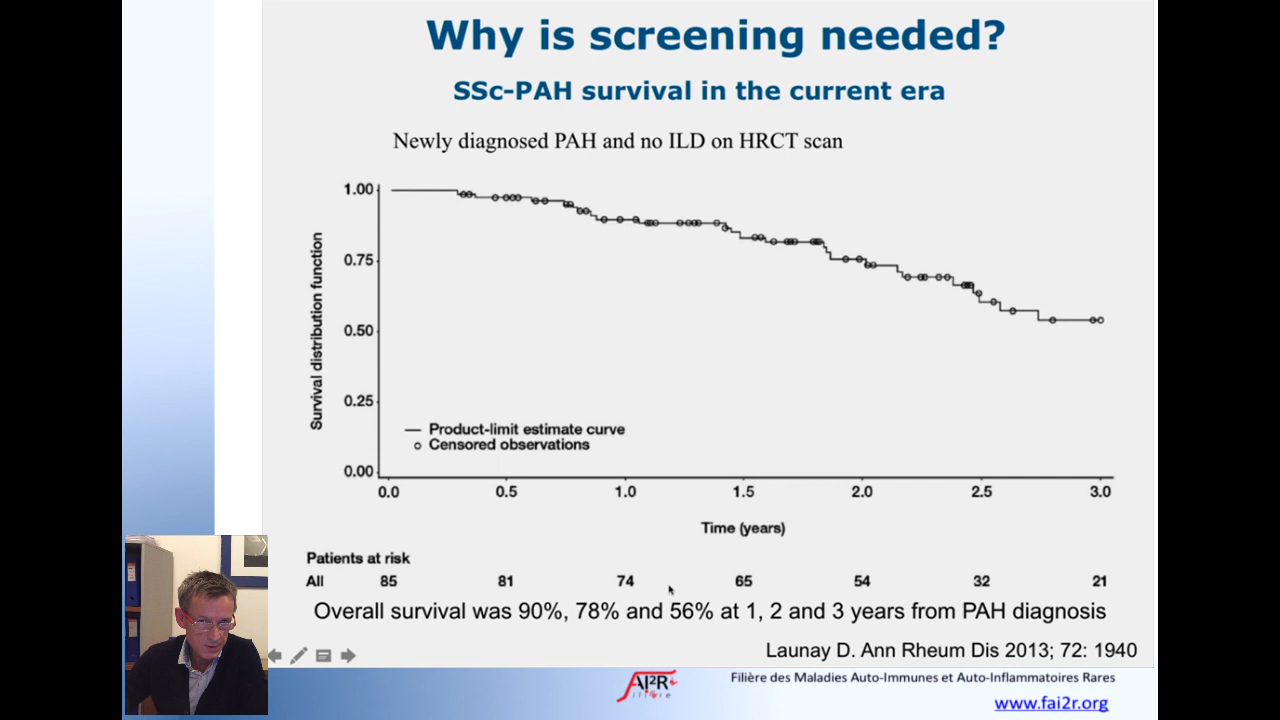 Why is screening needed?
SSc-PAH survival in the current era
Newly diagnosed PAH and no ILD on HRCT scan
Survival distribution function
1.00
0.75
0.50
0.25
0.00
Product-limit estimate curve
Censored observations
0.0 0.5 1.0 1.5 2.0 2.5 3.0
Time (years)
Patients at risk
All 85 81 74 65 54 32 21
Overall survival was 90%, 78% and 56% at 1, 2 and 3 years from PAH diagnosis
Launay D. Ann Rheum Dis 2013; 72: 1940
FAI2R
filière
Filière des Maladies Auto-Immunes et Auto-Inflammatoires Rares
www.fai2r.org